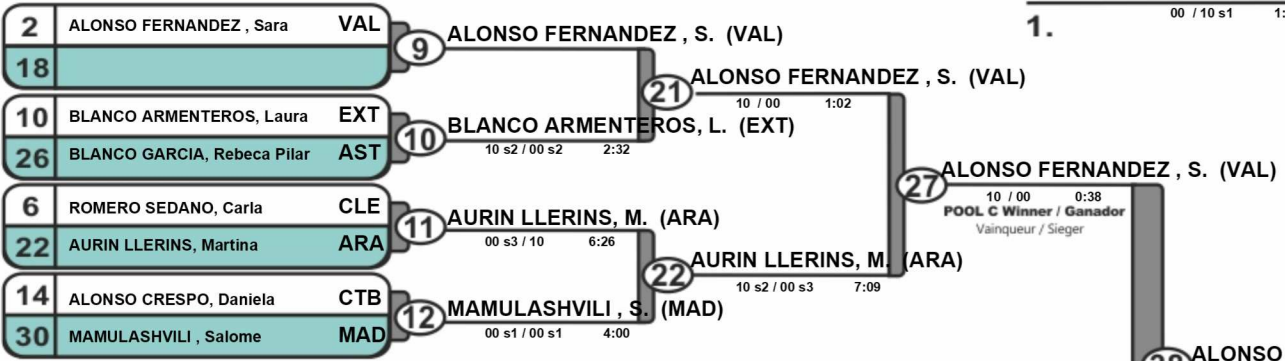 00 / 10 s1 1:
1.
2 ALONSO FERNANDEZ , Sara VAL
18
9 ALONSO FERNANDEZ , S. (VAL)
21 ALONSO FERNANDEZ , S. (VAL)
10 / 00 1:02
10 BLANCO ARMENTEROS, Laura EXT
26 BLANCO GARCIA, Rebeca Pilar AST
10 BLANCO ARMENTEROS, L. (EXT)
10 s2 / 00 s2 2:32
27 ALONSO FERNANDEZ , S. (VAL)
10 / 00 0:38
POOL C Winner / Ganador
Vainqueur / Sieger
6 ROMERO SEDANO, Carla CLE
22 AURIN LLERINS, Martina ARA
11 AURIN LLERINS, M. (ARA)
00 s3 / 10 6:26
22 AURIN LLERINS, M. (ARA)
10 s2 / 00 s3 7:09
14 ALONSO CRESPO, Daniela CTB
30 MAMULASHVILI , Salome MAD
12 MAMULASHVILI , S. (MAD)
00 s1 / 00 s1 4:00
ALONSO